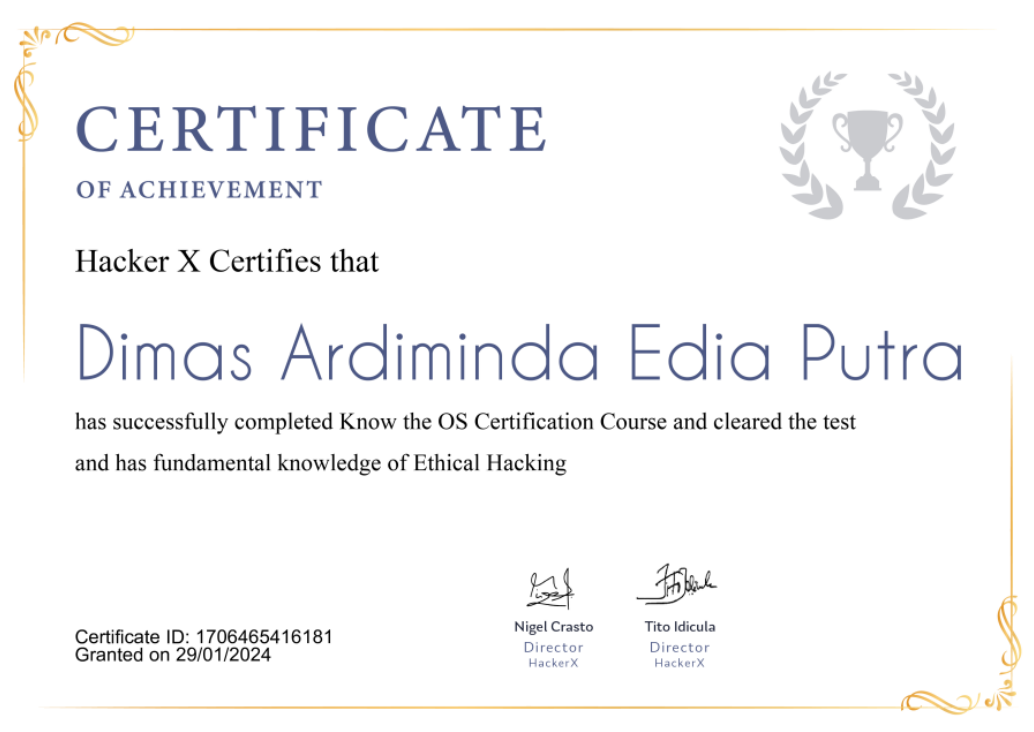 CERTIFICATE
OF ACHIEVEMENT
Hacker X Certifies that
Dimas Ardiminda Edia Putra
has successfully completed Know the OS Certification Course and cleared the test
and has fundamental knowledge of Ethical Hacking
Nigel Crasto
Director
HackerX
Tito Idicula
Director
HackerX
Certificate ID: 1706465416181
Granted on 29/01/2024